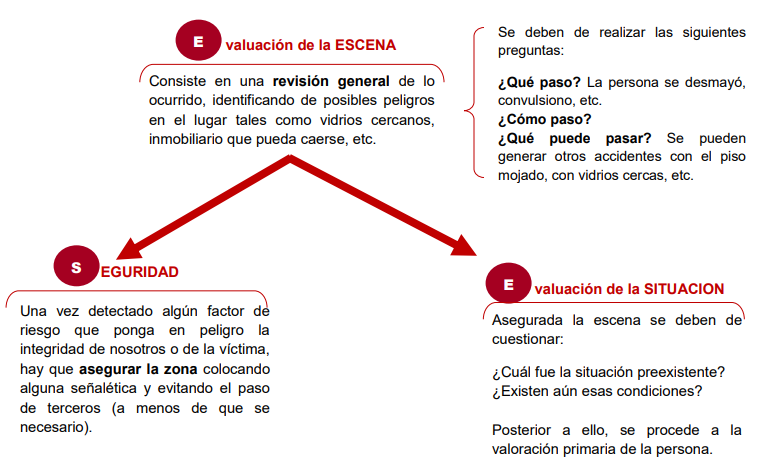 E valuación de la ESCENA
Consiste en una revisión general de lo
ocurrido, identificando de posibles peligros
en el lugar tales como vidrios cercanos,
inmobiliario que pueda caerse, etc.
Se deben de realizar las siguientes
preguntas:
¿Qué paso? La persona se desmayó,
convulsiono, etc.
¿Cómo paso?
¿Qué puede pasar? Se pueden
generar otros accidentes con el piso
mojado, con vidrios cercas, etc.
S EGURIDAD
Una vez detectado algún factor de
riesgo que ponga en peligro la
integridad de nosotros o de la víctima,
hay que asegurar la zona colocando
alguna señalética y evitando el paso
de terceros (a menos de que se
necesario).
E valuación de la SITUACION
Asegurada la escena se deben de
cuestionar:
¿Cuál fue la situación preexistente?
¿Existen aún esas condiciones?
Posterior a ello, se procede a la
valoración primaria de la persona.